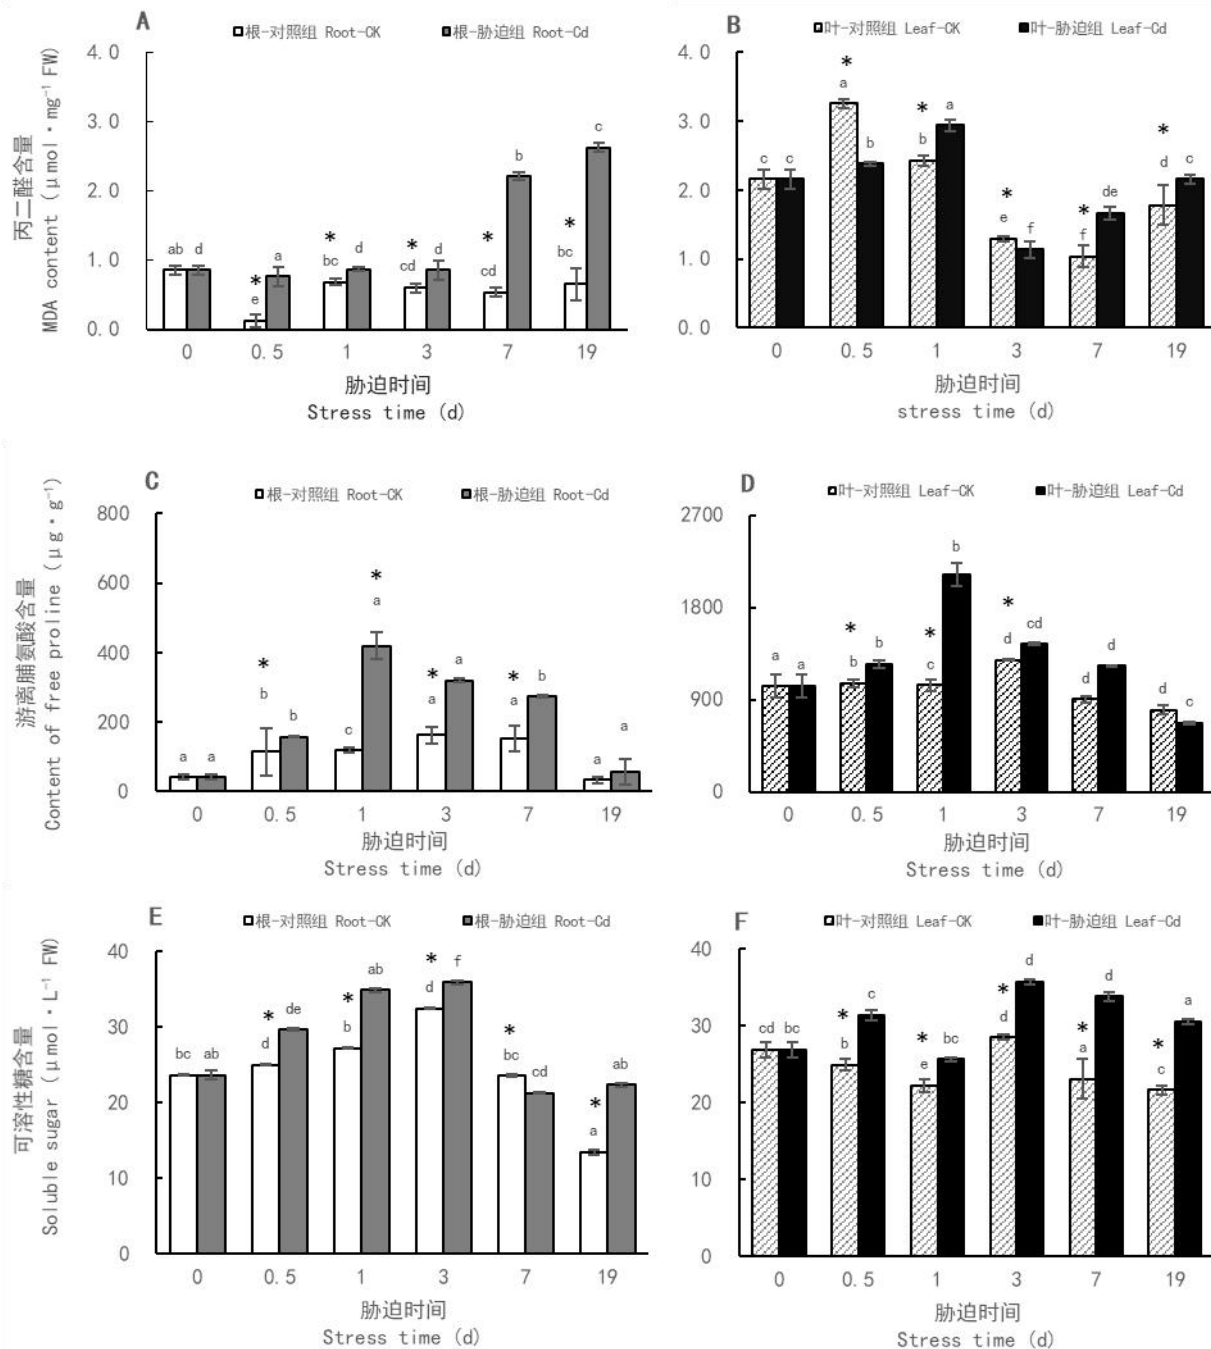 A
根-对照组 Root-CK 根-胁迫组 Root-Cd
丙二醛含量
MDA content (μmol·mg⁻¹ FW)
4.0
3.0
2.0
1.0
0.0
ab d * e a * bc d * cd d * cd b * bc c
0 0.5 1 3 7 19
胁迫时间
Stress time (d)
B
叶-对照组 Leaf-CK 叶-胁迫组 Leaf-Cd
4.0
3.0
2.0
1.0
0.0
c c * a b * b a * e f * f de * d c
0 0.5 1 3 7 19
胁迫时间
stress time (d)
C
根-对照组 Root-CK 根-胁迫组 Root-Cd
游离脯氨酸含量
Content of free proline (μg·g⁻¹)
800
600
400
200
0
a a * b b c * a * a a * a b a a
0 0.5 1 3 7 19
胁迫时间
Stress time (d)
D
叶-对照组 Leaf-CK 叶-胁迫组 Leaf-Cd
2700
1800
900
0
a a * b b * c b * d cd d d d c
0 0.5 1 3 7 19
胁迫时间
Stress time (d)
E
根-对照组 Root-CK 根-胁迫组 Root-Cd
可溶性糖含量
Soluble sugar (μmol·L⁻¹ FW)
40
30
20
10
0
bc ab * d de * b ab * d f * bc cd * a ab
0 0.5 1 3 7 19
胁迫时间
Stress time (d)
F
叶-对照组 Leaf-CK 叶-胁迫组 Leaf-Cd
40
30
20
10
0
cd bc * b c * e bc * d d * a d * c a
0 0.5 1 3 7 19
胁迫时间
Stress time (d)